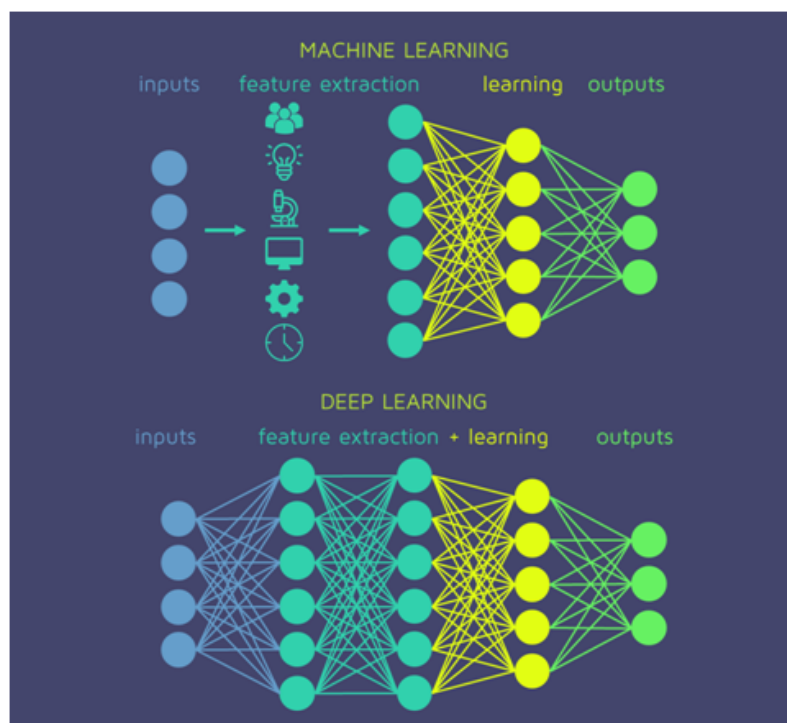 MACHINE LEARNING
inputs feature extraction learning outputs
DEEP LEARNING
inputs feature extraction + learning outputs